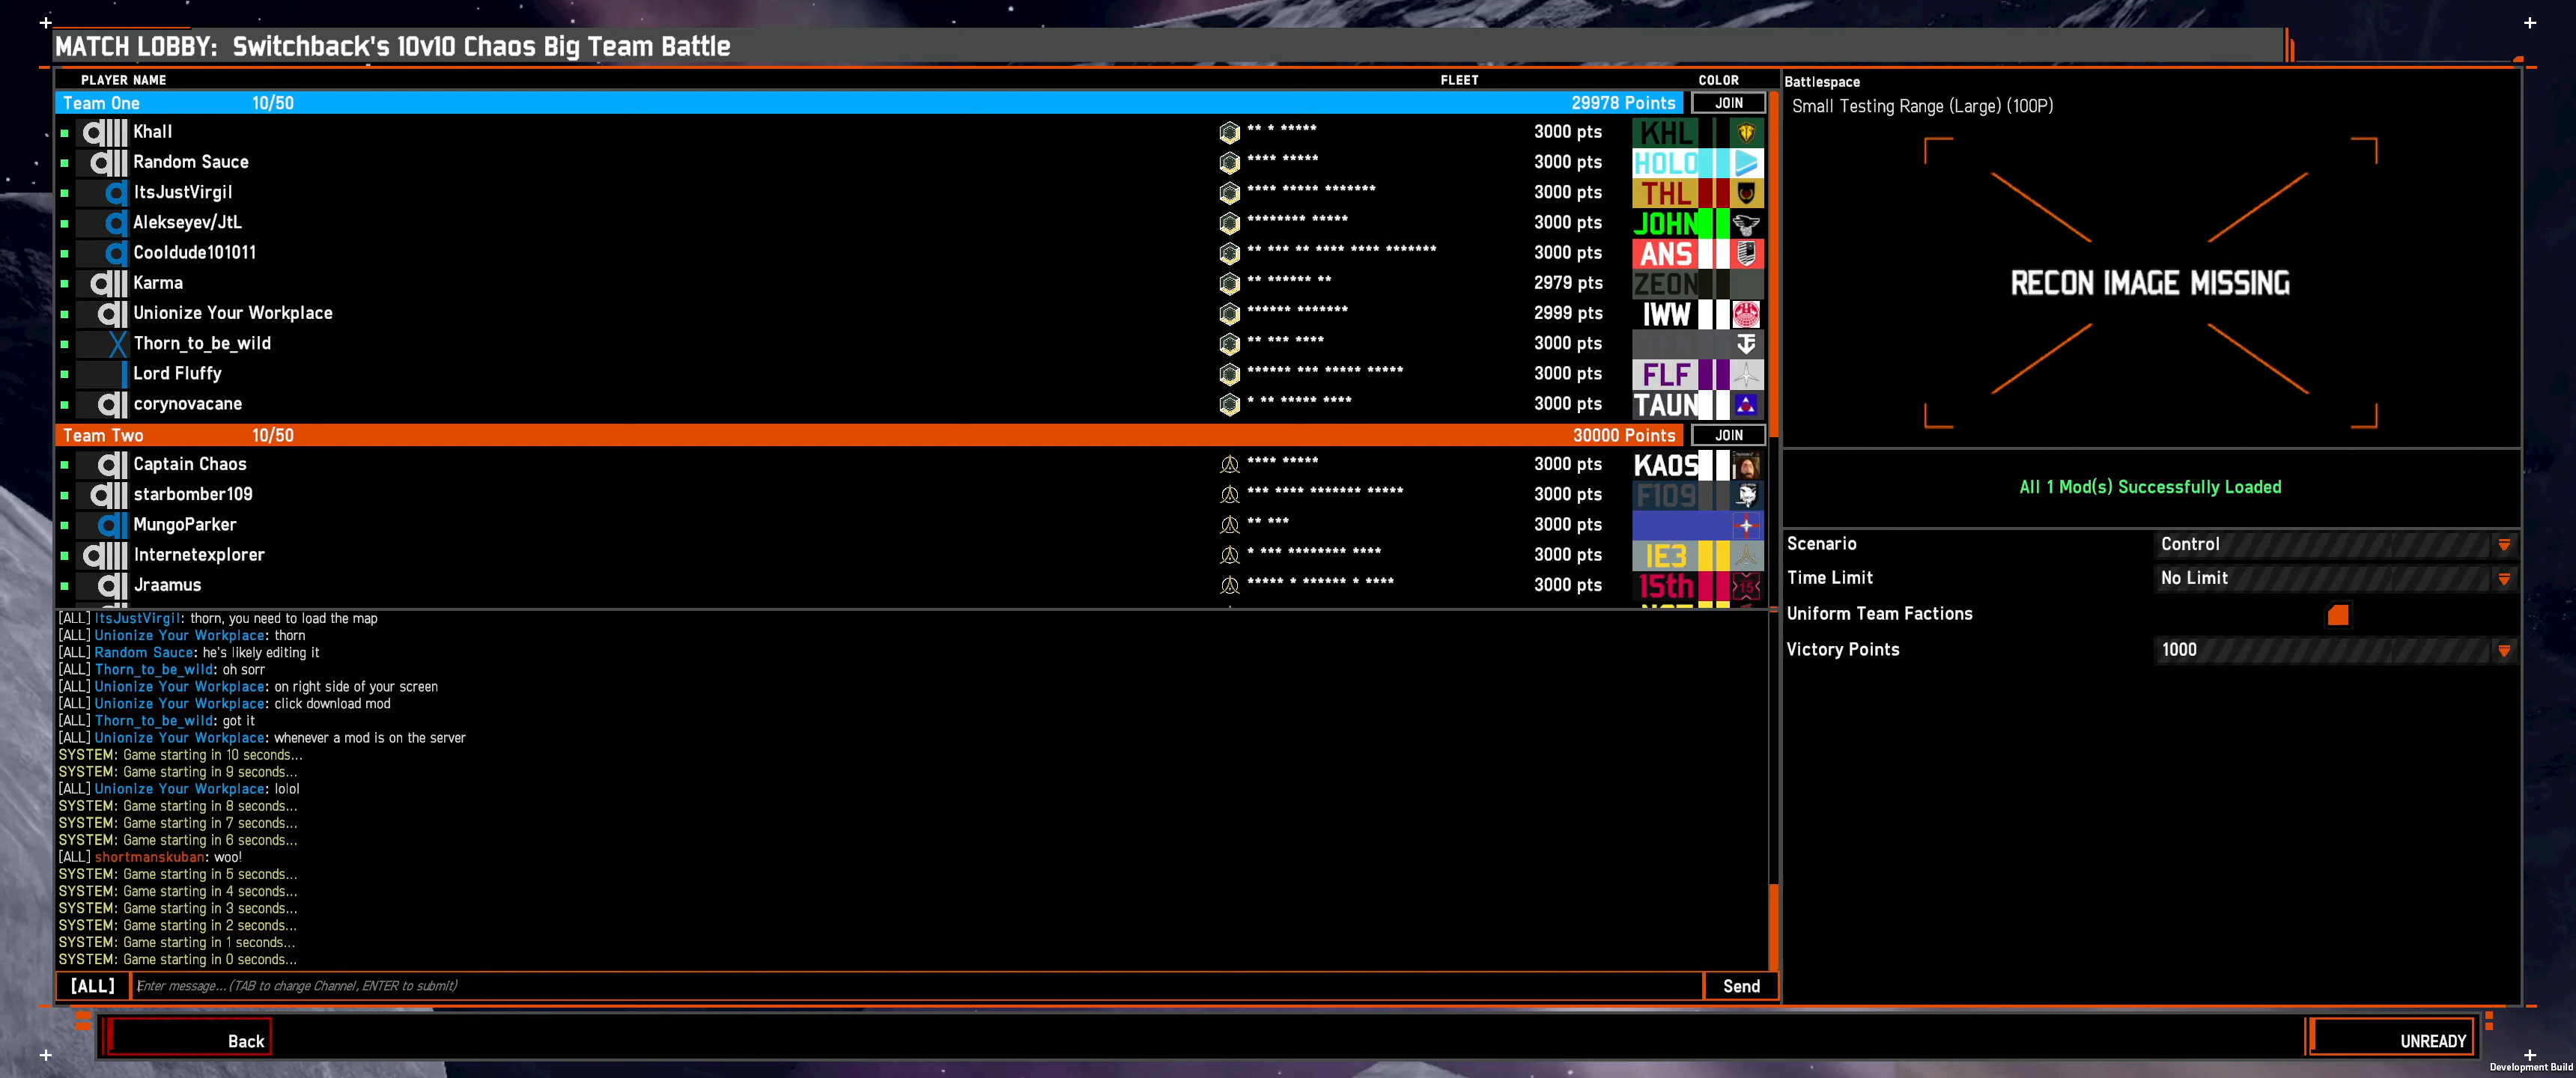 MATCH LOBBY: Switchback's 10v10 Chaos Big Team Battle
PLAYER NAME FLEET COLOR
Team One 10/50 29978 Points JOIN
Khall ** * ***** 3000 pts KHL
Random Sauce **** ***** 3000 pts HOLO
ItsJustVirgil **** ***** ******* 3000 pts THL
Alekseyev/JtL ******** ***** 3000 pts JOHN
Cooldude101011 ** *** ** **** **** ******* 3000 pts ANS
Karma ** ****** ** 2979 pts ZEON
Unionize Your Workplace ****** ******* 2999 pts IWW
Thorn_to_be_wild ** *** **** 3000 pts
Lord Fluffy ****** *** ***** ***** 3000 pts FLF
corynovacane * ** ***** **** 3000 pts TAUN
Team Two 10/50 30000 Points JOIN
Captain Chaos **** ***** 3000 pts KAOS
starbomber109 *** **** ******* ***** 3000 pts F109
MungoParker ** *** 3000 pts
Internetexplorer * *** ******** **** 3000 pts IE3
Jraamus ***** * ****** * **** 3000 pts 15th
[ALL] ItsJustVirgil: thorn, you need to load the map
[ALL] Unionize Your Workplace: thorn
[ALL] Random Sauce: he's likely editing it
[ALL] Thorn_to_be_wild: oh sorr
[ALL] Unionize Your Workplace: on right side of your screen
[ALL] Unionize Your Workplace: click download mod
[ALL] Thorn_to_be_wild: got it
[ALL] Unionize Your Workplace: whenever a mod is on the server
SYSTEM: Game starting in 10 seconds...
SYSTEM: Game starting in 9 seconds...
[ALL] Unionize Your Workplace: lolol
SYSTEM: Game starting in 8 seconds...
SYSTEM: Game starting in 7 seconds...
SYSTEM: Game starting in 6 seconds...
[ALL] shortmanskuban: woo!
SYSTEM: Game starting in 5 seconds...
SYSTEM: Game starting in 4 seconds...
SYSTEM: Game starting in 3 seconds...
SYSTEM: Game starting in 2 seconds...
SYSTEM: Game starting in 1 seconds...
SYSTEM: Game starting in 0 seconds...
[ALL] Enter message... (TAB to change Channel, ENTER to submit) Send
Battlespace
Small Testing Range (Large) (100P)
RECON IMAGE MISSING
All 1 Mod(s) Successfully Loaded
Scenario Control
Time Limit No Limit
Uniform Team Factions
Victory Points 1000
Back
UNREADY
Development Build